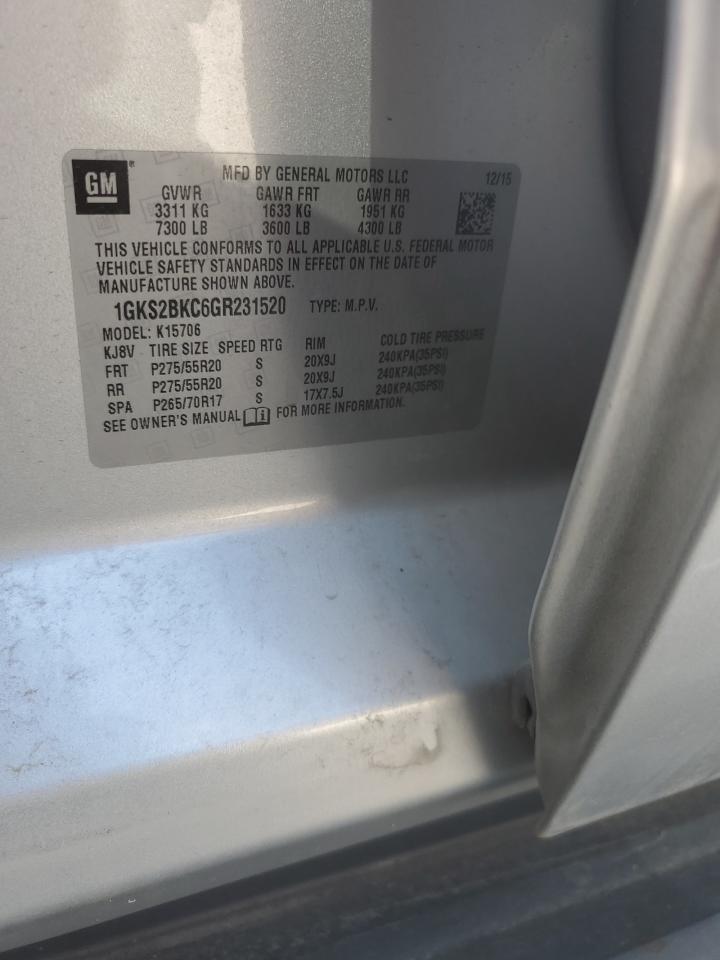 GM ®
MFD BY GENERAL MOTORS LLC 12/15
GVWR GAWR FRT GAWR RR
3311 KG 1633 KG 1951 KG
7300 LB 3600 LB 4300 LB
THIS VEHICLE CONFORMS TO ALL APPLICABLE U.S. FEDERAL MOTOR
VEHICLE SAFETY STANDARDS IN EFFECT ON THE DATE OF
MANUFACTURE SHOWN ABOVE.
1GKS2BKC6GR231520 TYPE: M.P.V.
MODEL: K15706
KJ8V TIRE SIZE SPEED RTG RIM COLD TIRE PRESSURE
FRT P275/55R20 S 20X9J 240KPA(35PSI)
RR P275/55R20 S 20X9J 240KPA(35PSI)
SPA P265/70R17 S 17X7.5J 240KPA(35PSI)
SEE OWNER'S MANUAL i FOR MORE INFORMATION.